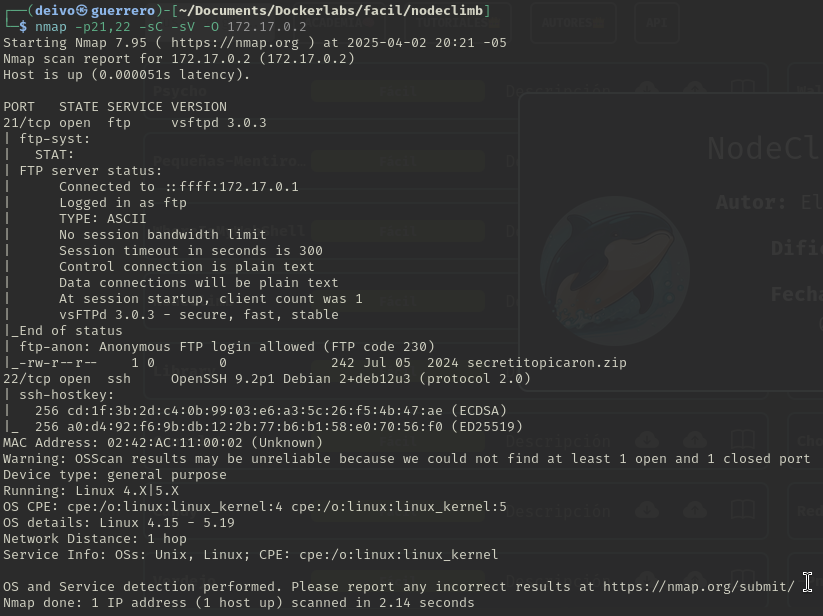 ┌──(deivo㉿guerrero)-[~/Documents/Dockerlabs/facil/nodeclimb]
└─$ nmap -p21,22 -sC -sV -O 172.17.0.2
Starting Nmap 7.95 ( https://nmap.org ) at 2025-04-02 20:21 -05
Nmap scan report for 172.17.0.2 (172.17.0.2)
Host is up (0.000051s latency).

PORT   STATE SERVICE VERSION
21/tcp open  ftp     vsftpd 3.0.3
| ftp-syst:
|   STAT:
| FTP server status:
|      Connected to ::ffff:172.17.0.1
|      Logged in as ftp
|      TYPE: ASCII
|      No session bandwidth limit
|      Session timeout in seconds is 300
|      Control connection is plain text
|      Data connections will be plain text
|      At session startup, client count was 1
|      vsFTPd 3.0.3 - secure, fast, stable
|_End of status
| ftp-anon: Anonymous FTP login allowed (FTP code 230)
|_-rw-r--r--    1 0        0             242 Jul 05  2024 secretitopicaron.zip
22/tcp open  ssh     OpenSSH 9.2p1 Debian 2+deb12u3 (protocol 2.0)
| ssh-hostkey:
|   256 cd:1f:3b:2d:c4:0b:99:03:e6:a3:5c:26:f5:4b:47:ae (ECDSA)
|_  256 a0:d4:92:f6:9b:db:12:2b:77:b6:b1:58:e0:70:56:f0 (ED25519)
MAC Address: 02:42:AC:11:00:02 (Unknown)
Warning: OSScan results may be unreliable because we could not find at least 1 open and 1 closed port
Device type: general purpose
Running: Linux 4.X|5.X
OS CPE: cpe:/o:linux:linux_kernel:4 cpe:/o:linux:linux_kernel:5
OS details: Linux 4.15 - 5.19
Network Distance: 1 hop
Service Info: OSs: Unix, Linux; CPE: cpe:/o:linux:linux_kernel

OS and Service detection performed. Please report any incorrect results at https://nmap.org/submit/
Nmap done: 1 IP address (1 host up) scanned in 2.14 seconds
NodeCl
Autor: El
Dific
Fecha
Psycho
Descripción